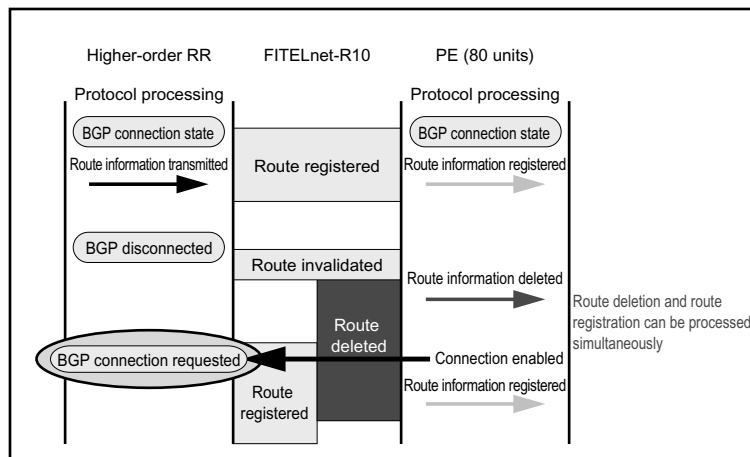 Higher-order RR
FITELnet-R10
PE (80 units)
Protocol processing
Protocol processing
BGP connection state
BGP connection state
Route information transmitted
Route registered
Route information registered
BGP disconnected
Route invalidated
Route information deleted
Route deletion and route
registration can be processed
simultaneously
Route
deleted
BGP connection requested
Connection enabled
Route
registered
Route information registered